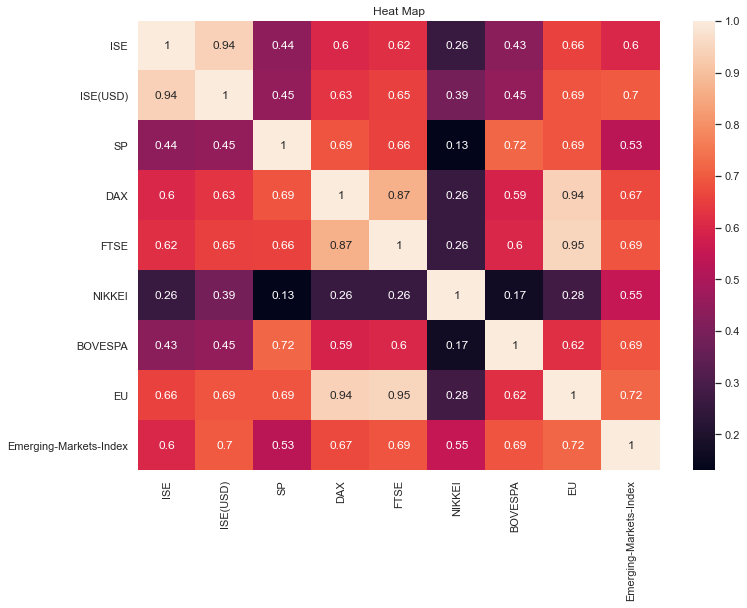 Heat Map
ISE 1 0.94 0.44 0.6 0.62 0.26 0.43 0.66 0.6
ISE(USD) 0.94 1 0.45 0.63 0.65 0.39 0.45 0.69 0.7
SP 0.44 0.45 1 0.69 0.66 0.13 0.72 0.69 0.53
DAX 0.6 0.63 0.69 1 0.87 0.26 0.59 0.94 0.67
FTSE 0.62 0.65 0.66 0.87 1 0.26 0.6 0.95 0.69
NIKKEI 0.26 0.39 0.13 0.26 0.26 1 0.17 0.28 0.55
BOVESPA 0.43 0.45 0.72 0.59 0.6 0.17 1 0.62 0.69
EU 0.66 0.69 0.69 0.94 0.95 0.28 0.62 1 0.72
Emerging-Markets-Index 0.6 0.7 0.53 0.67 0.69 0.55 0.69 0.72 1
ISE
ISE(USD)
SP
DAX
FTSE
NIKKEI
BOVESPA
EU
Emerging-Markets-Index
1.0
0.9
0.8
0.7
0.6
0.5
0.4
0.3
0.2